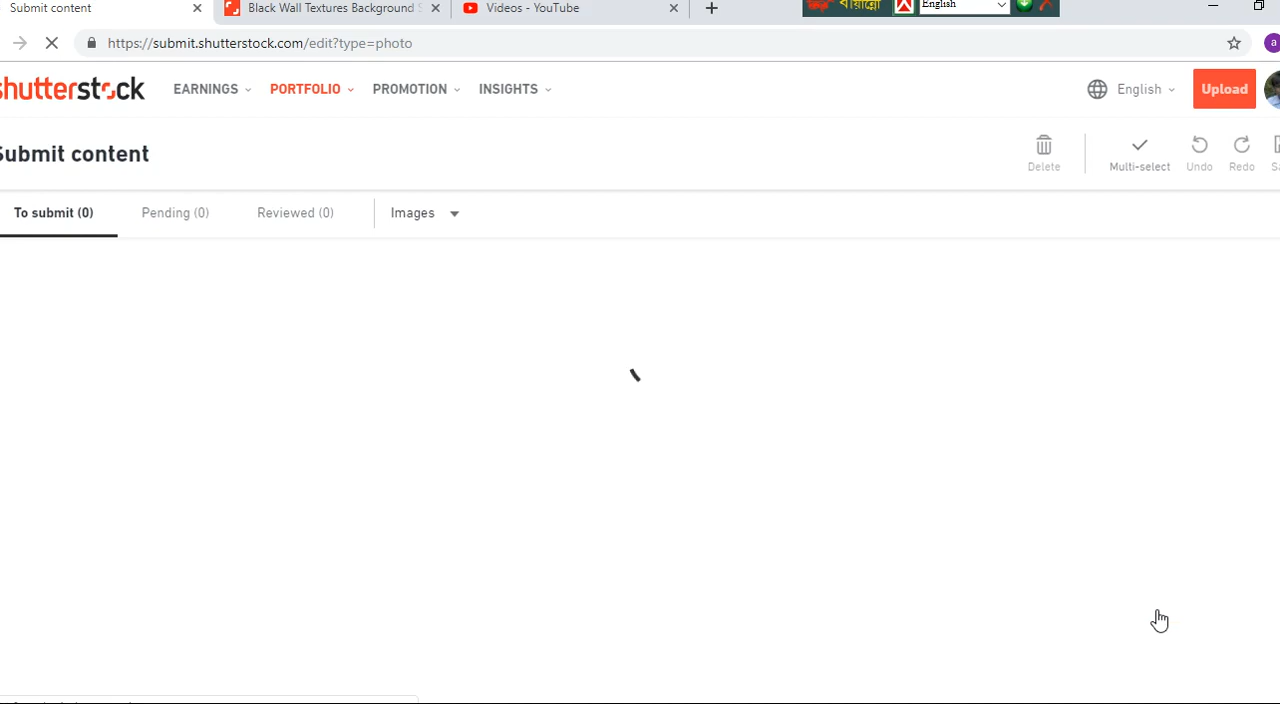 Submit content
Black Wall Textures Background S
Videos - YouTube
বায়ান্নো
English
https://submit.shutterstock.com/edit?type=photo
a
shutterstock
EARNINGS
PORTFOLIO
PROMOTION
INSIGHTS
English
Upload
Submit content
Delete
Multi-select
Undo
Redo
To submit (0)
Pending (0)
Reviewed (0)
Images